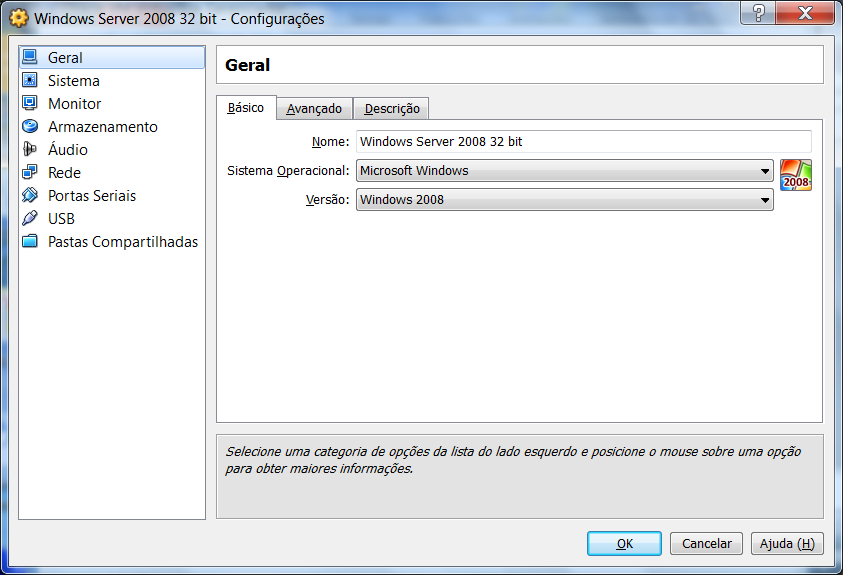 Windows Server 2008 32 bit - Configurações
Geral
Sistema
Monitor
Armazenamento
Áudio
Rede
Portas Seriais
USB
Pastas Compartilhadas
Geral
Básico
Avançado
Descrição
Nome: Windows Server 2008 32 bit
Sistema Operacional: Microsoft Windows
2008
Versão: Windows 2008
Selecione uma categoria de opções da lista do lado esquerdo e posicione o mouse sobre uma opção
para obter maiores informações.
OK
Cancelar
Ajuda (H)